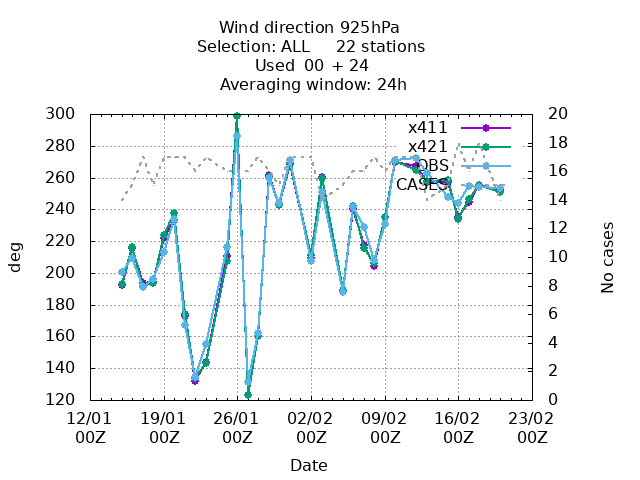 Wind direction 925hPa
Selection: ALL 22 stations
Used 00 + 24
Averaging window: 24h
300
280
260
240
220
200
180
160
140
120
deg
20
18
16
14
12
10
8
6
4
2
0
No cases
x411
x421
OBS
CASES
12/01 19/01 26/01 02/02 09/02 16/02 23/02
00Z 00Z 00Z 00Z 00Z 00Z 00Z
Date